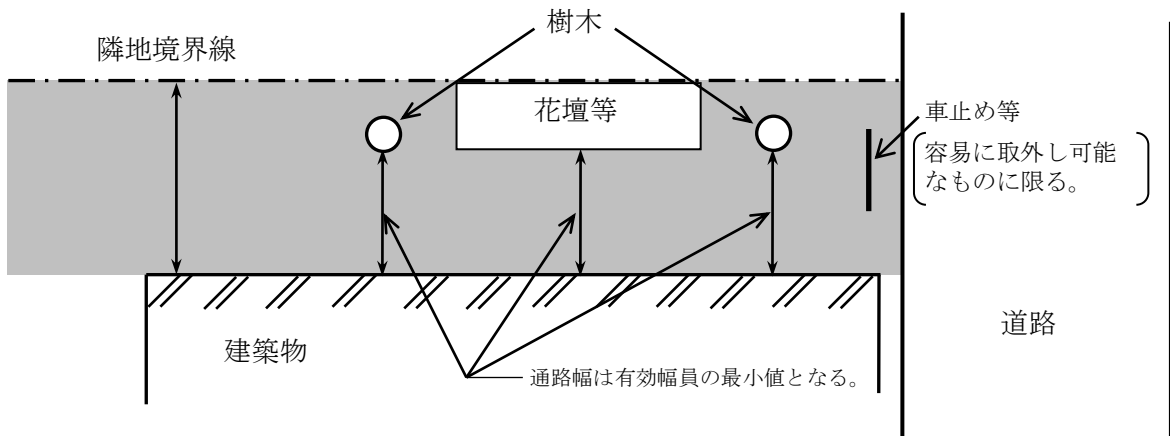 樹木
隣地境界線
花壇等
車止め等
容易に取外し可能
なものに限る。
道路
建築物
通路幅は有効幅員の最小値となる。